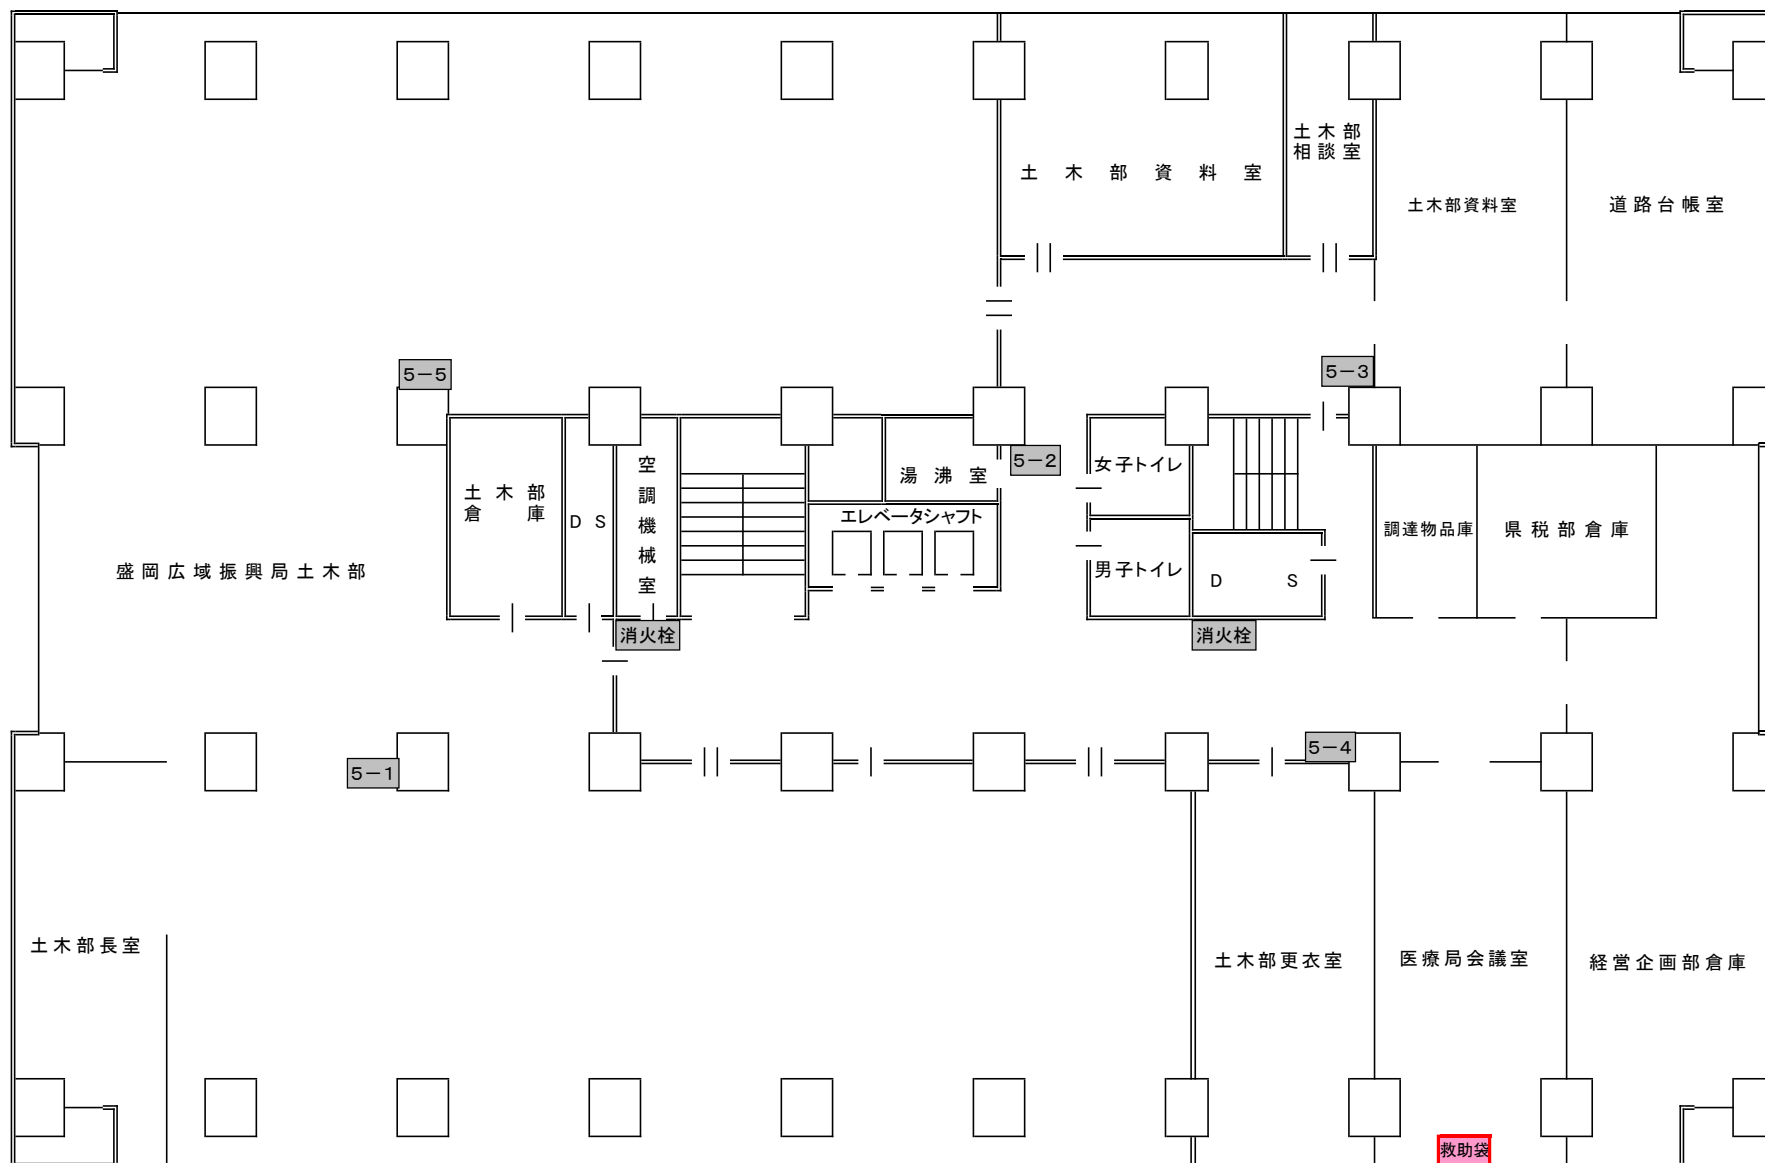 土木部資料室
土木部
相談室
土木部資料室
道路台帳室
5－5
5－3
5－2
女子トイレ
湯沸室
空調機械室
土木部
倉庫
DS
エレベータシャフト
調達物品庫
県税部倉庫
盛岡広域振興局土木部
男子トイレ
DS
消火栓
消火栓
5－1
5－4
土木部長室
土木部更衣室
医療局会議室
経営企画部倉庫
救助袋